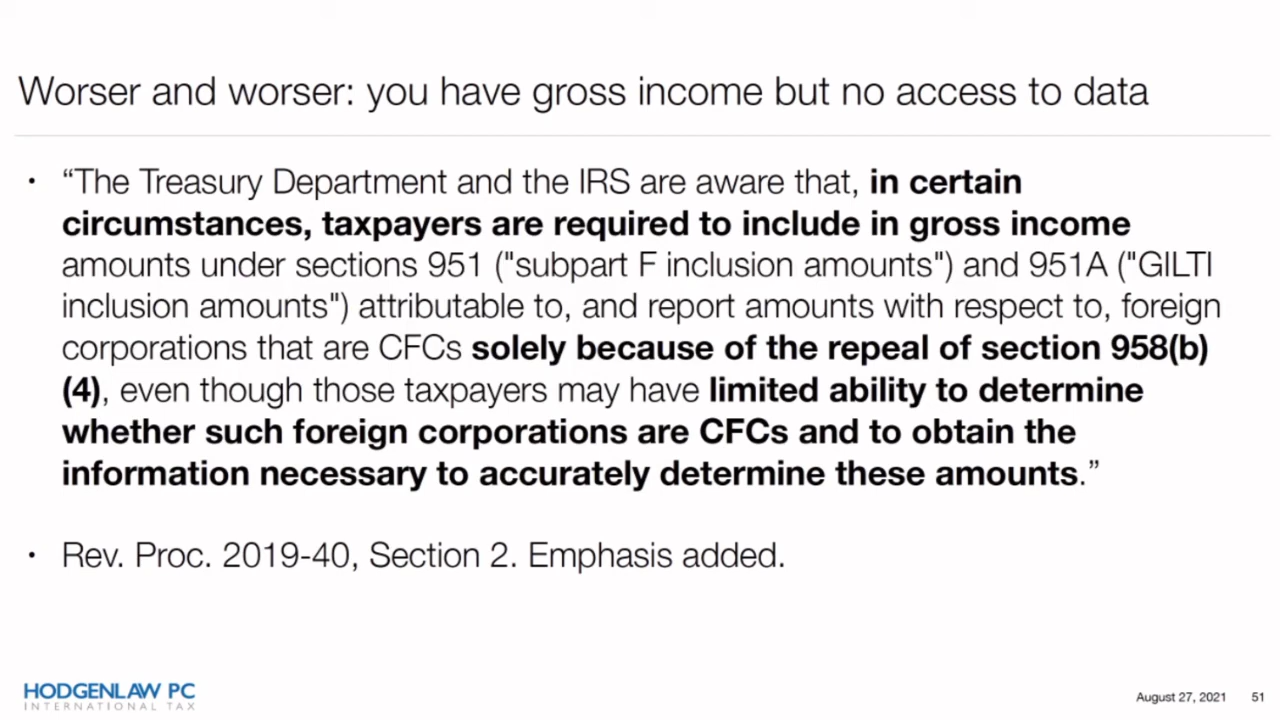 Worser and worser: you have gross income but no access to data
• “The Treasury Department and the IRS are aware that, in certain
circumstances, taxpayers are required to include in gross income
amounts under sections 951 ("subpart F inclusion amounts") and 951A ("GILTI
inclusion amounts") attributable to, and report amounts with respect to, foreign
corporations that are CFCs solely because of the repeal of section 958(b)
(4), even though those taxpayers may have limited ability to determine
whether such foreign corporations are CFCs and to obtain the
information necessary to accurately determine these amounts.”
• Rev. Proc. 2019-40, Section 2. Emphasis added.
HODGENLAW PC
INTERNATIONAL TAX
August 27, 2021 51